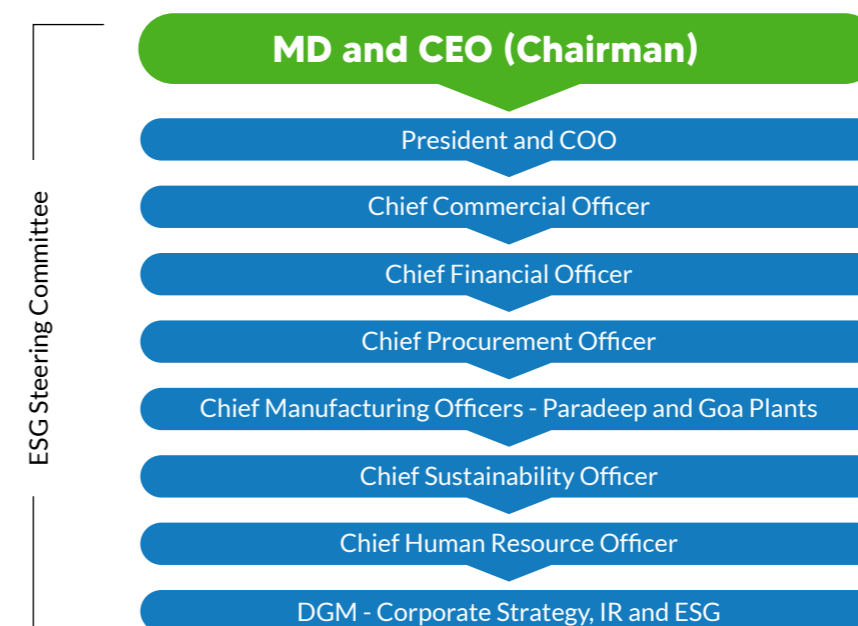 MD and CEO (Chairman)
President and COO
Chief Commercial Officer
Chief Financial Officer
Chief Procurement Officer
Chief Manufacturing Officers - Paradeep and Goa Plants
Chief Sustainability Officer
Chief Human Resource Officer
DGM - Corporate Strategy, IR and ESG
ESG Steering Committee